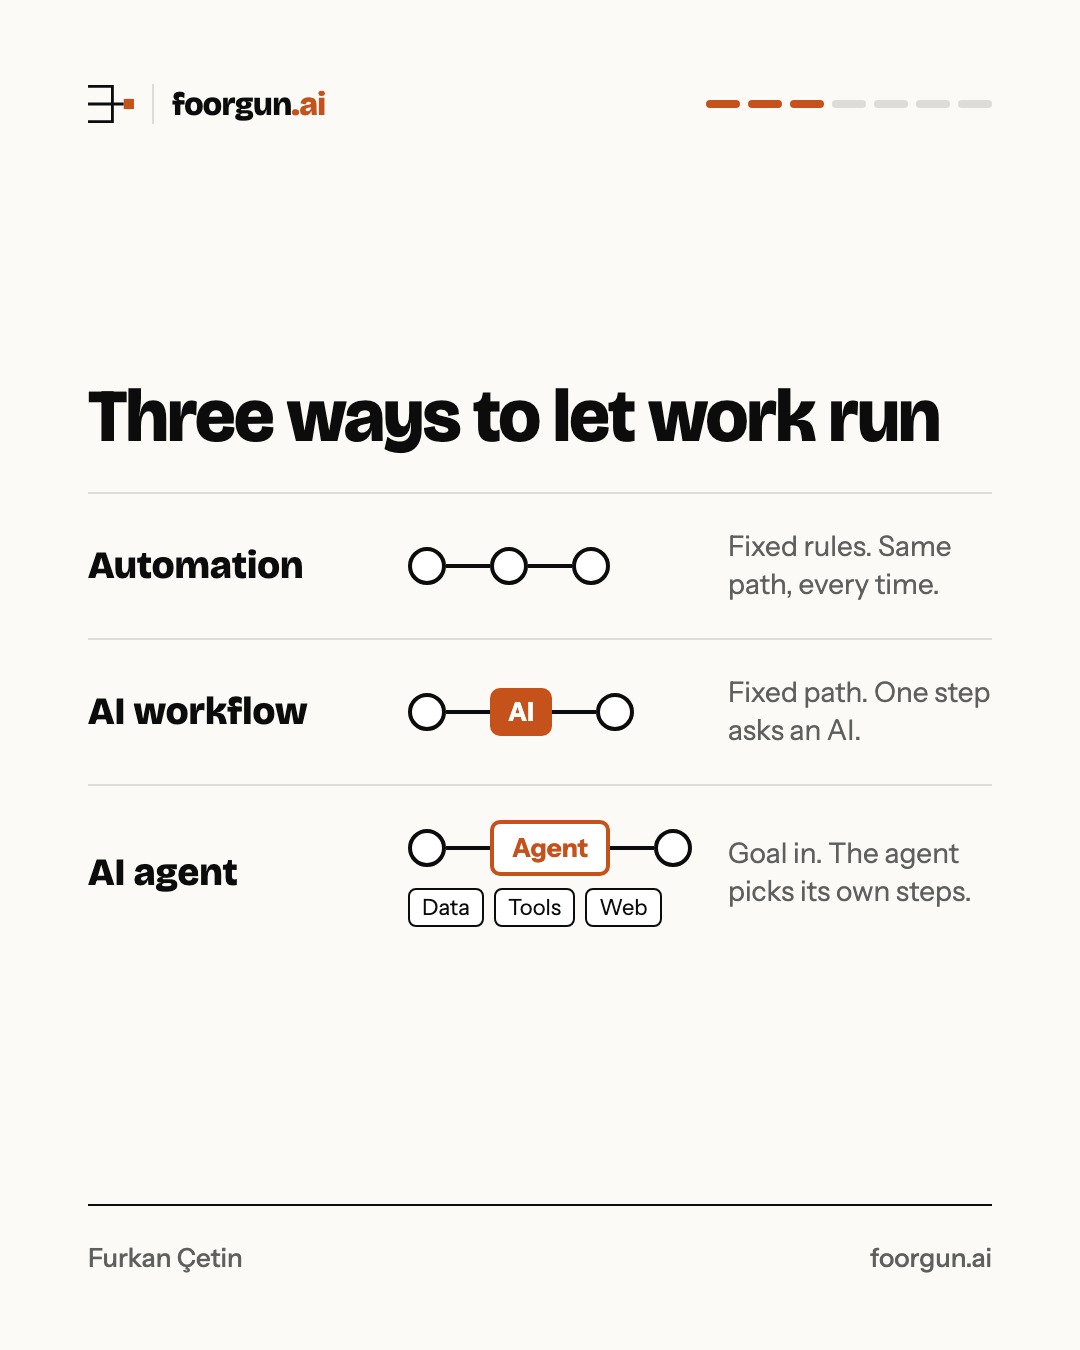 foorgun.ai
Three ways to let work run
Automation
Fixed rules. Same
path, every time.
AI workflow
AI
Fixed path. One step
asks an AI.
AI agent
Agent
Data
Tools
Web
Goal in. The agent
picks its own steps.
Furkan Çetin
foorgun.ai